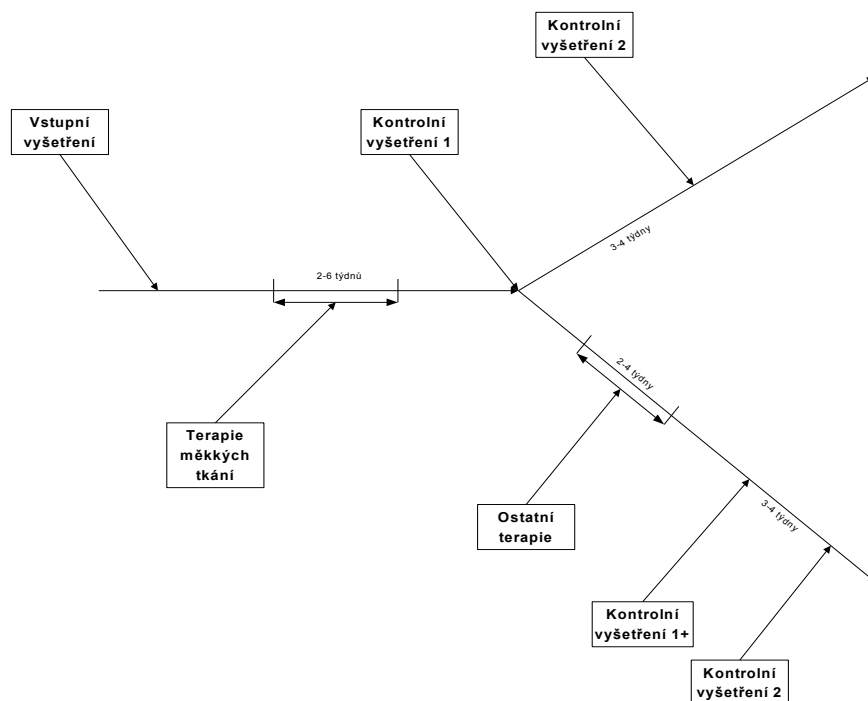 Kontrolní
vyšetření 2
Vstupní
vyšetření
Kontrolní
vyšetření 1
3-4 týdny
2-6 týdnů
2-4 týdny
Terapie
měkkých
tkání
Ostatní
terapie
3-4 týdny
Kontrolní
vyšetření 1+
Kontrolní
vyšetření 2